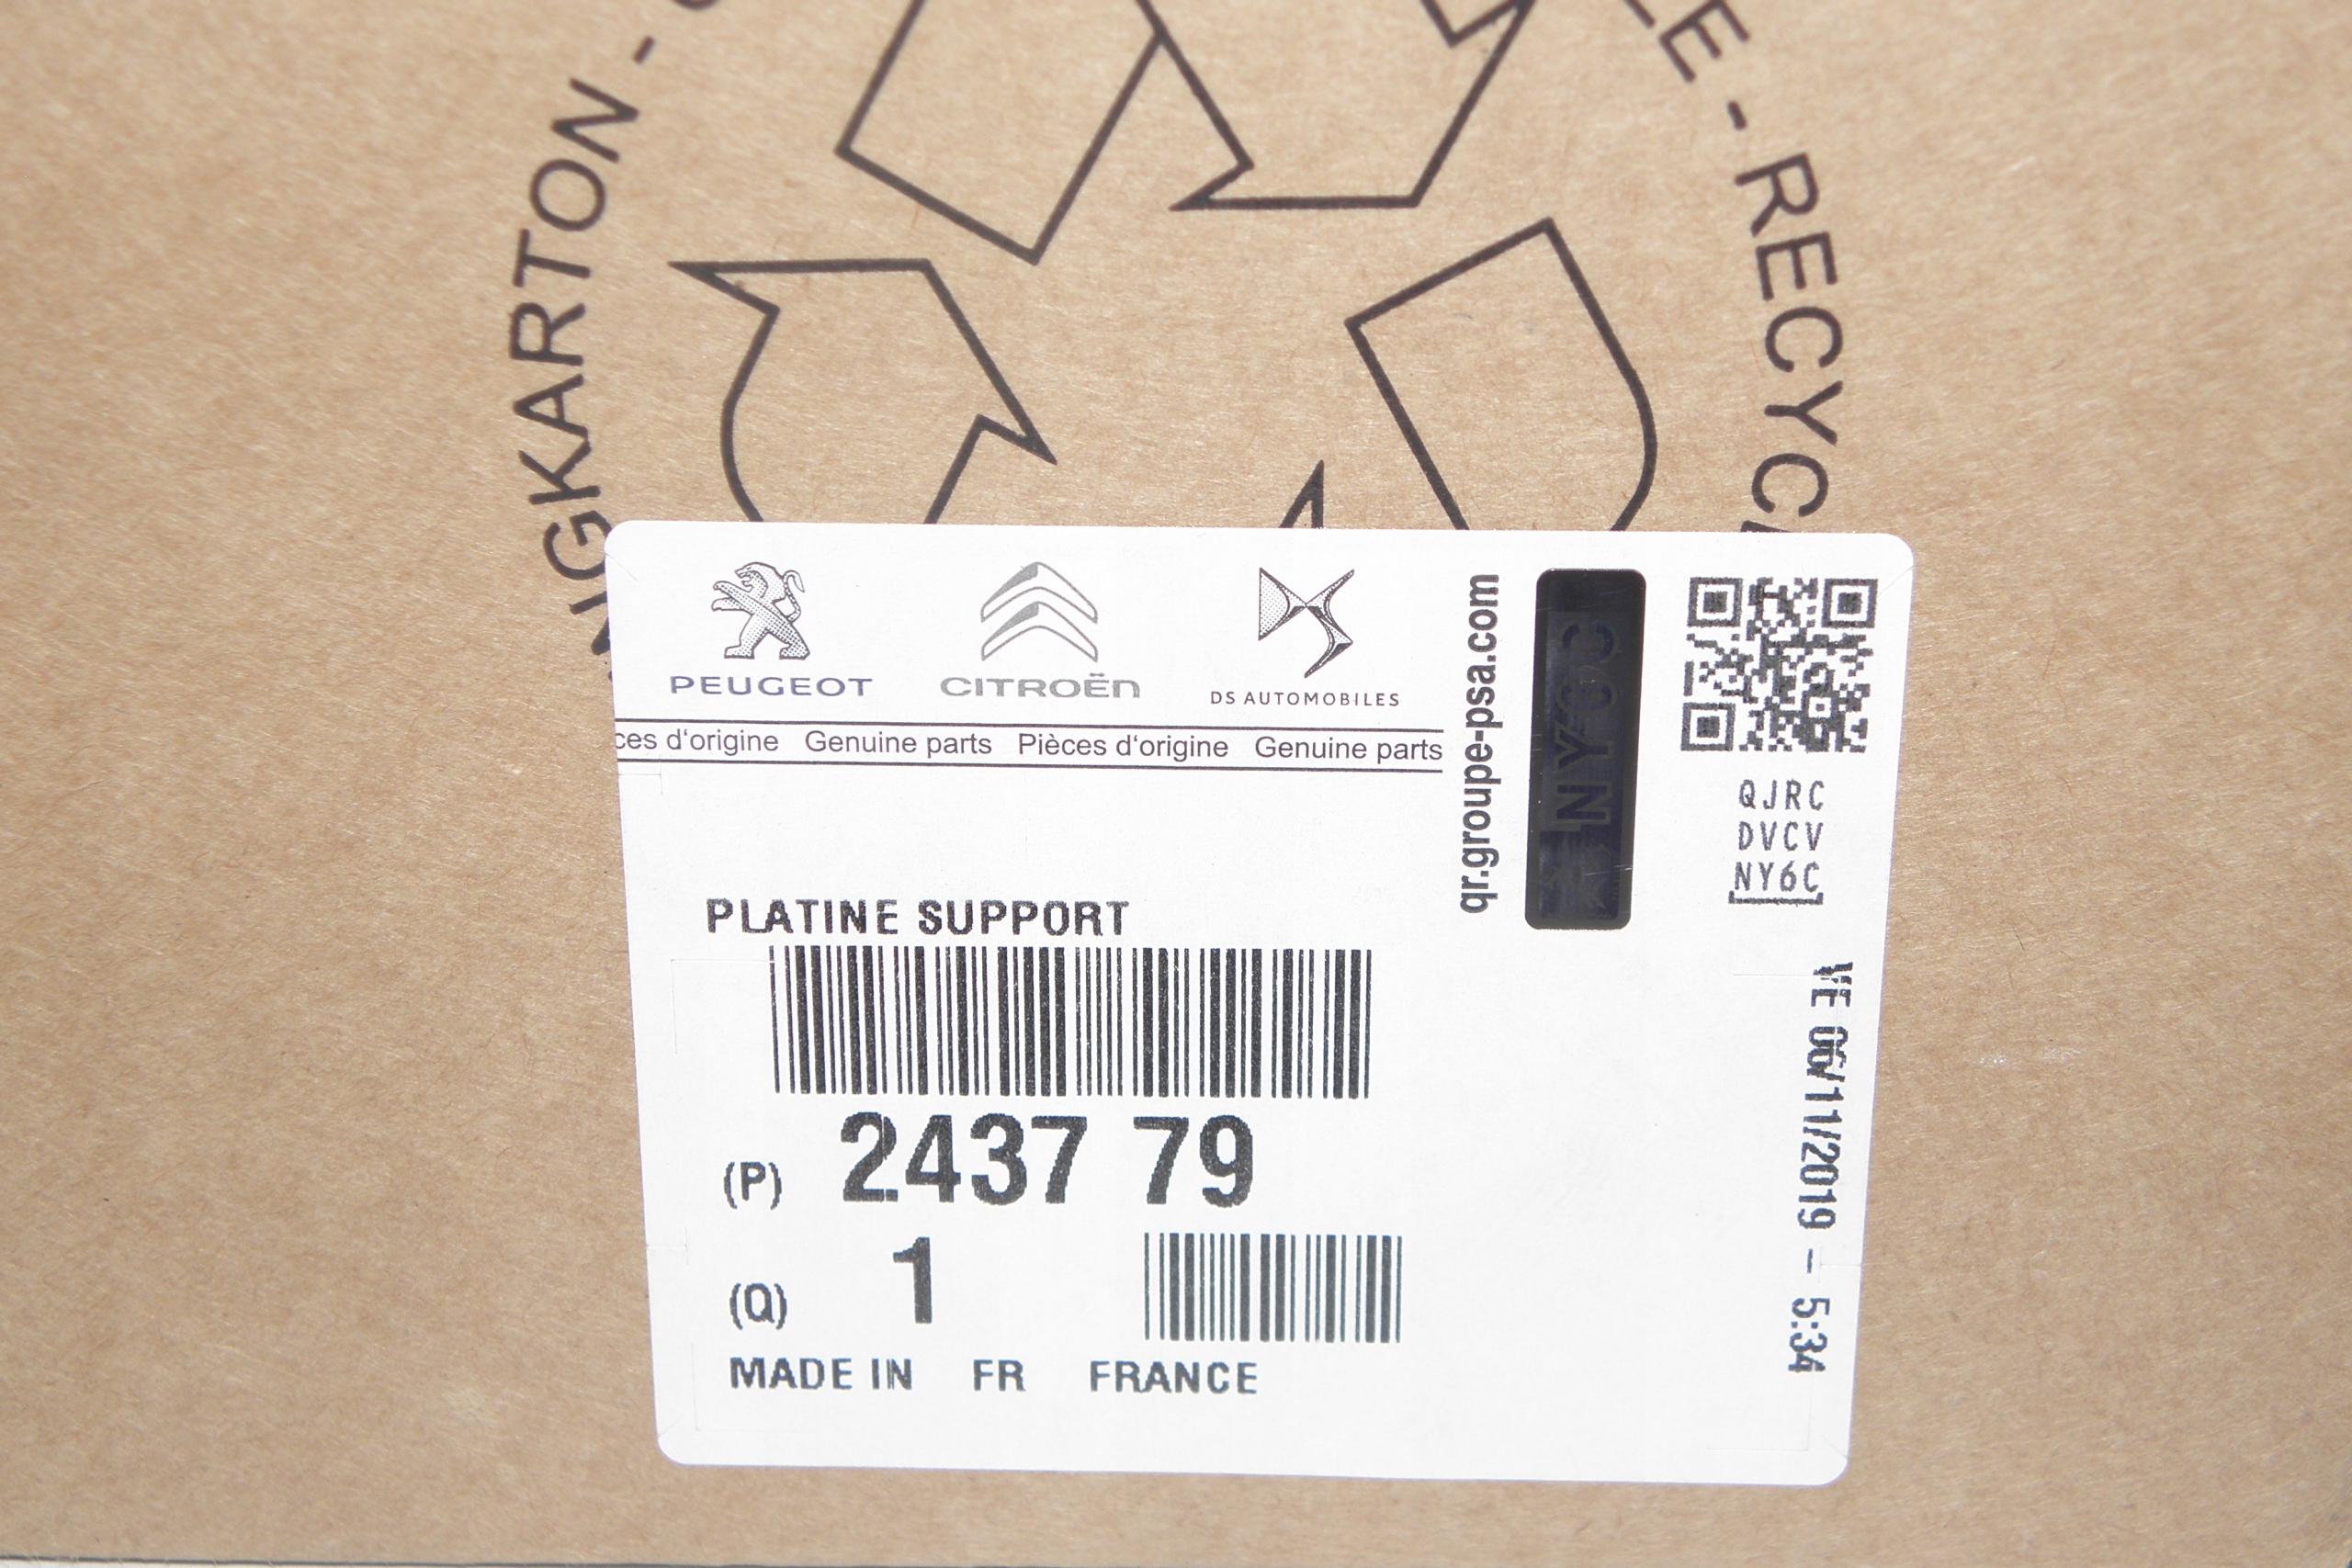 NGKARTON -
E - RECYC
PEUGEOT
CITROËN
DS AUTOMOBILES
ces d'origine Genuine parts Pièces d'origine Genuine parts
qr.groupe-psa.com
NY6C
QJRC
DVCV
NY6C
PLATINE SUPPORT
(P) 2437 79
(Q) 1
MADE IN FR FRANCE
VE 06/11/2019 - 5:34